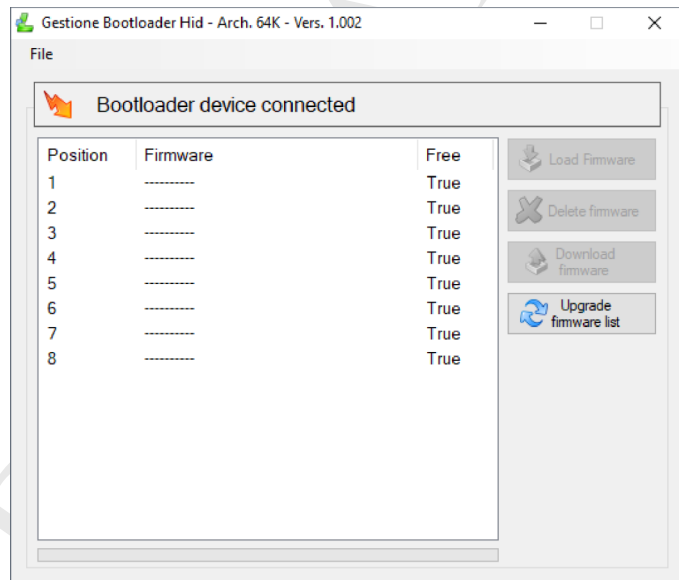 Gestione Bootloader Hid - Arch. 64K - Vers. 1.002
File
Bootloader device connected
Position Firmware Free
1 ---------- True
2 ---------- True
3 ---------- True
4 ---------- True
5 ---------- True
6 ---------- True
7 ---------- True
8 ---------- True
Load Firmware
Delete firmware
Download
firmware
Upgrade
firmware list